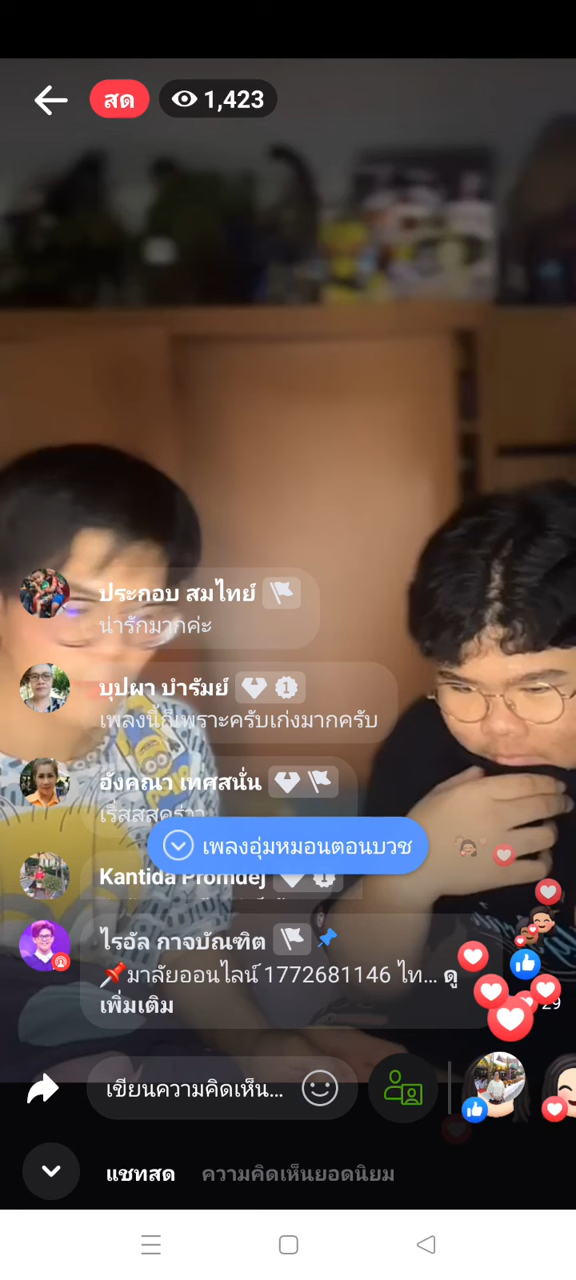 สด
1,423
ประกอบ สมไทย์
น่ารักมากค่ะ
บุปผา บำรัมย์
1
เพลงนี้ก็เพราะครับเก่งมากครับ
อังคณา เทศสนั่น
เพลงอุ่มหมอนตอนบวช
Kantida Promdej
ไรอัล กาจบัณฑิต
📌มาลัยออนไลน์ 1772681146 ไท... ดู
เพิ่มเติม
29
เขียนความคิดเห็น...
แชทสด ความคิดเห็นยอดนิยม